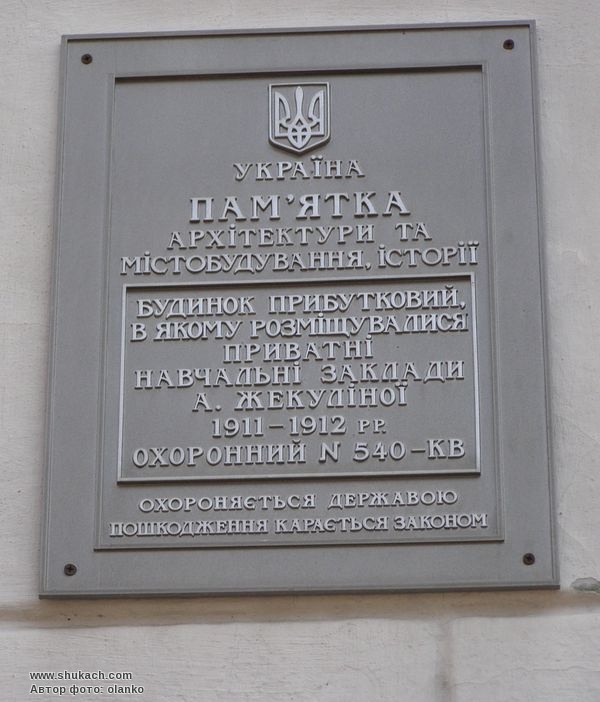 УКРАЇНА
ПАМ'ЯТКА
АРХІТЕКТУРИ ТА
МІСТОБУДУВАННЯ, ІСТОРІЇ
БУДИНОК ПРИБУТКОВИЙ,
В ЯКОМУ РОЗМІЩУВАЛИСЯ
ПРИВАТНІ
НАВЧАЛЬНІ ЗАКЛАДИ
А. ЖЕКУЛІНОЇ
1911–1912 РР.
ОХОРОННИЙ N 540–КВ
ОХОРОНЯЄТЬСЯ ДЕРЖАВОЮ
ПОШКОДЖЕННЯ КАРАЄТЬСЯ ЗАКОНОМ
www.shukach.com
Автор фото: olanko